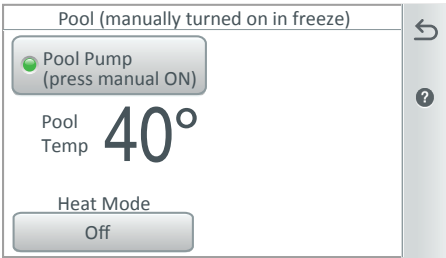 Pool (manually turned on in freeze)
Pool Pump
(press manual ON)
Pool
Temp
40°
Heat Mode
Off
?